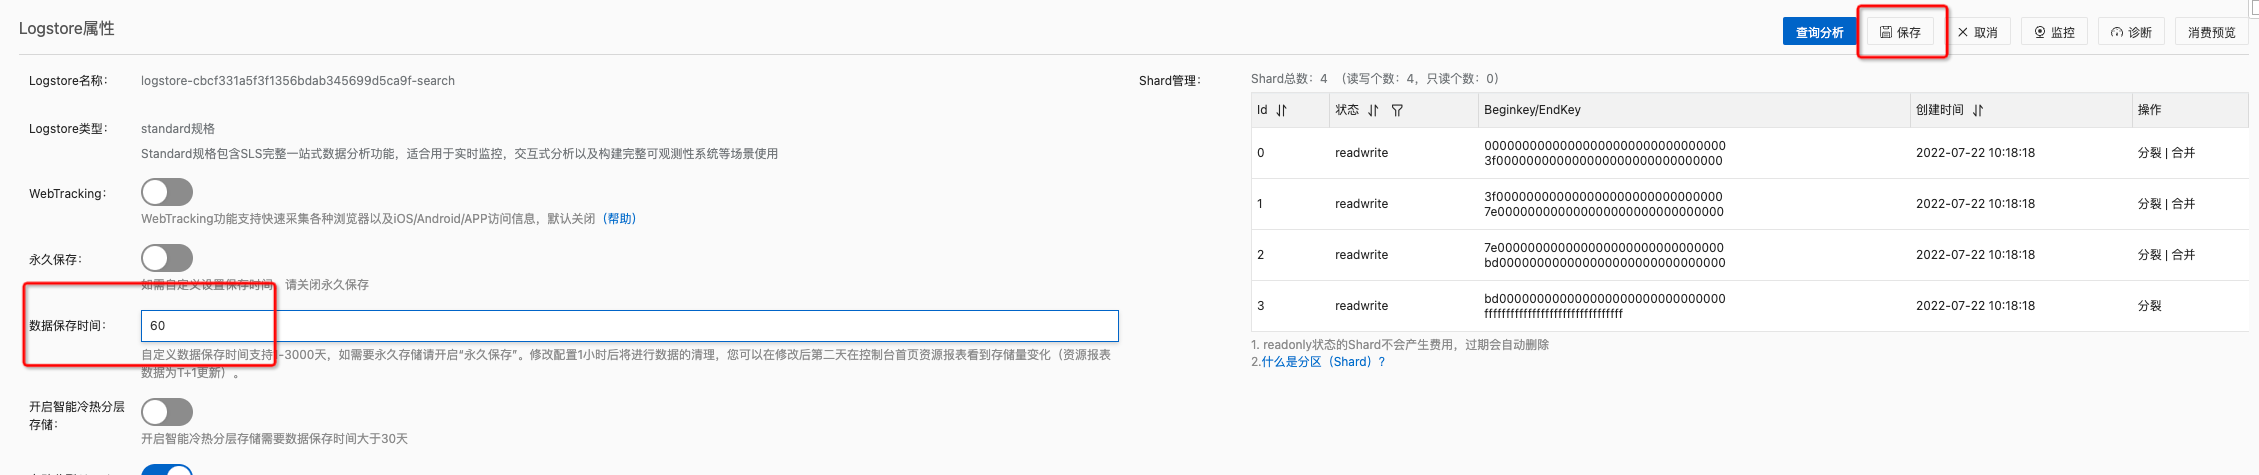 Logstore属性
查询分析 保存 取消 监控 诊断 消费预览
Logstore名称： logstore-cbcf331a5f3f1356bdab345699d5ca9f-search
Logstore类型： standard规格
Standard规格包含SLS完整一站式数据分析功能，适合用于实时监控，交互式分析以及构建完整可观测性系统等场景使用
WebTracking：
WebTracking功能支持快速采集各种浏览器以及iOS/Android/APP访问信息，默认关闭（帮助）
永久保存：
如需自定义设置保存时间，请关闭永久保存
数据保存时间： 60
自定义数据保存时间支持1-3000天，如需要永久存储请开启"永久保存"。修改配置1小时后将进行数据的清理，您可以在修改后第二天在控制台首页资源报表看到存储量变化（资源报表
数据为T+1更新）。
开启智能冷热分层
存储：
开启智能冷热分层存储需要数据保存时间大于30天
Shard管理： Shard总数：4 （读写个数：4，只读个数：0）
Id 状态 Beginkey/EndKey 创建时间 操作
0 readwrite 00000000000000000000000000000000 2022-07-22 10:18:18 分裂 | 合并
3f000000000000000000000000000000
1 readwrite 3f000000000000000000000000000000 2022-07-22 10:18:18 分裂 | 合并
7e000000000000000000000000000000
2 readwrite 7e000000000000000000000000000000 2022-07-22 10:18:18 分裂 | 合并
bd000000000000000000000000000000
3 readwrite bd000000000000000000000000000000 2022-07-22 10:18:18 分裂
ffffffffffffffffffffffffffffffff
1. readonly状态的Shard不会产生费用，过期会自动删除
2.什么是分区（Shard）?